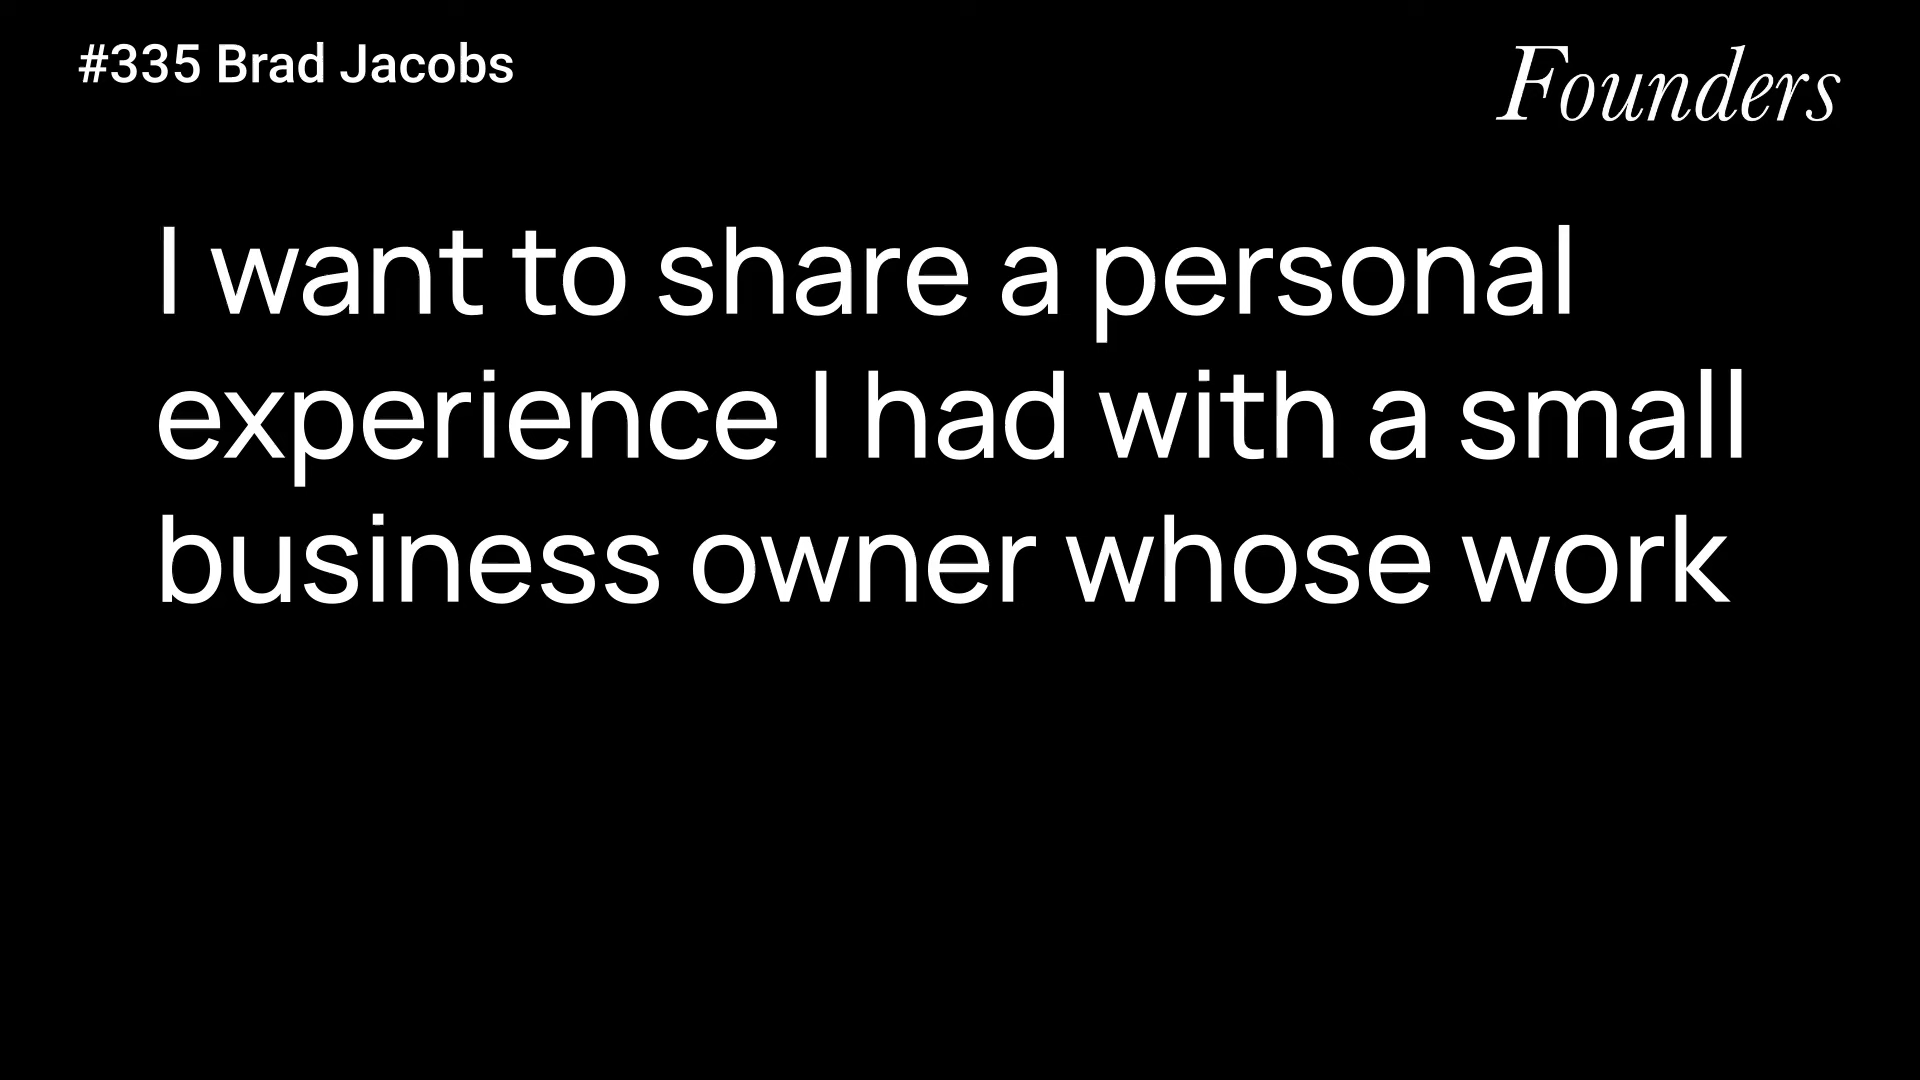 #335 Brad Jacobs
Founders
I want to share a personal
experience I had with a small
business owner whose work